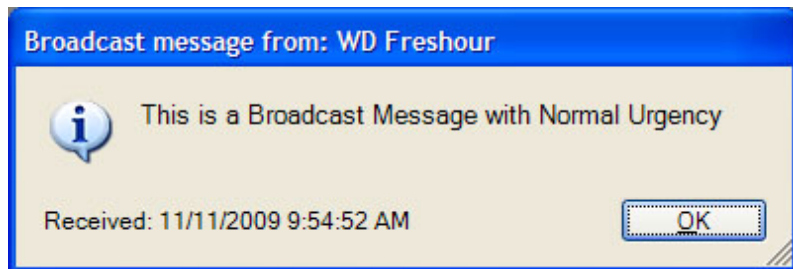 Broadcast message from: WD Freshour
This is a Broadcast Message with Normal Urgency
Received: 11/11/2009 9:54:52 AM
OK